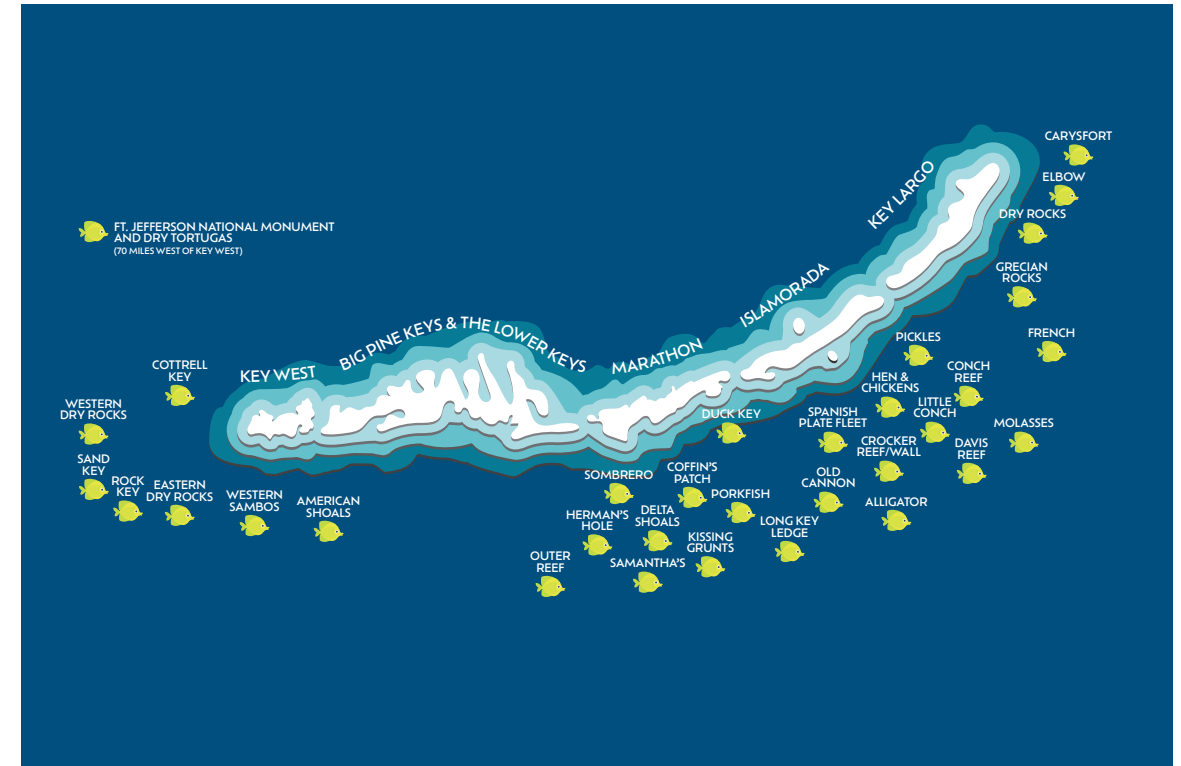 CARYSFORT
ELBOW
KEY LARGO
DRY ROCKS
FT. JEFFERSON NATIONAL MONUMENT
AND DRY TORTUGAS
(70 MILES WEST OF KEY WEST)
GRECIAN
ROCKS
ISLAMORADA
PICKLES
FRENCH
BIG PINE KEYS & THE LOWER KEYS
MARATHON
KEY WEST
COTTRELL
KEY
CONCH
REEF
HEN &
CHICKENS
LITTLE
CONCH
WESTERN
DRY ROCKS
DUCK KEY
SPANISH
PLATE FLEET
MOLASSES
CROCKER
REEF/WALL
DAVIS
REEF
SAND
KEY
ROCK
KEY
EASTERN
DRY ROCKS
WESTERN
SAMBOS
AMERICAN
SHOALS
SOMBRERO
COFFIN'S
PATCH
OLD
CANNON
PORKFISH
ALLIGATOR
HERMAN'S
HOLE
DELTA
SHOALS
LONG KEY
LEDGE
KISSING
GRUNTS
OUTER
REEF
SAMANTHA'S